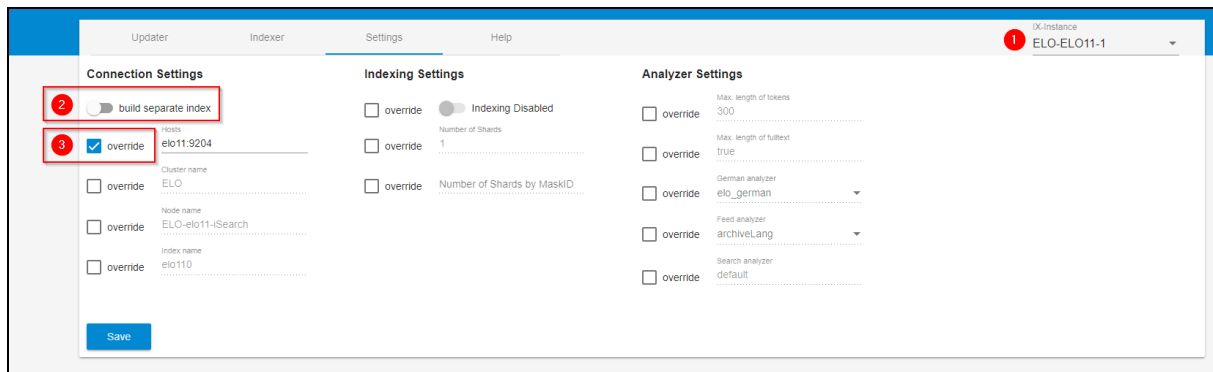 Updater
Indexer
Settings
Help
IX-Instance
1
ELO-ELO11-1
Connection Settings
2
build separate index
3
override
Hosts
elo11:9204
override
Cluster name
ELO
override
Node name
ELO-elo11-iSearch
override
Index name
elo110
Indexing Settings
override
Indexing Disabled
override
Number of Shards
1
override
Number of Shards by MaskID
Analyzer Settings
override
Max. length of tokens
300
override
Max. length of fulltext
true
override
German analyzer
elo_german
override
Feed analyzer
archiveLang
override
Search analyzer
default
Save